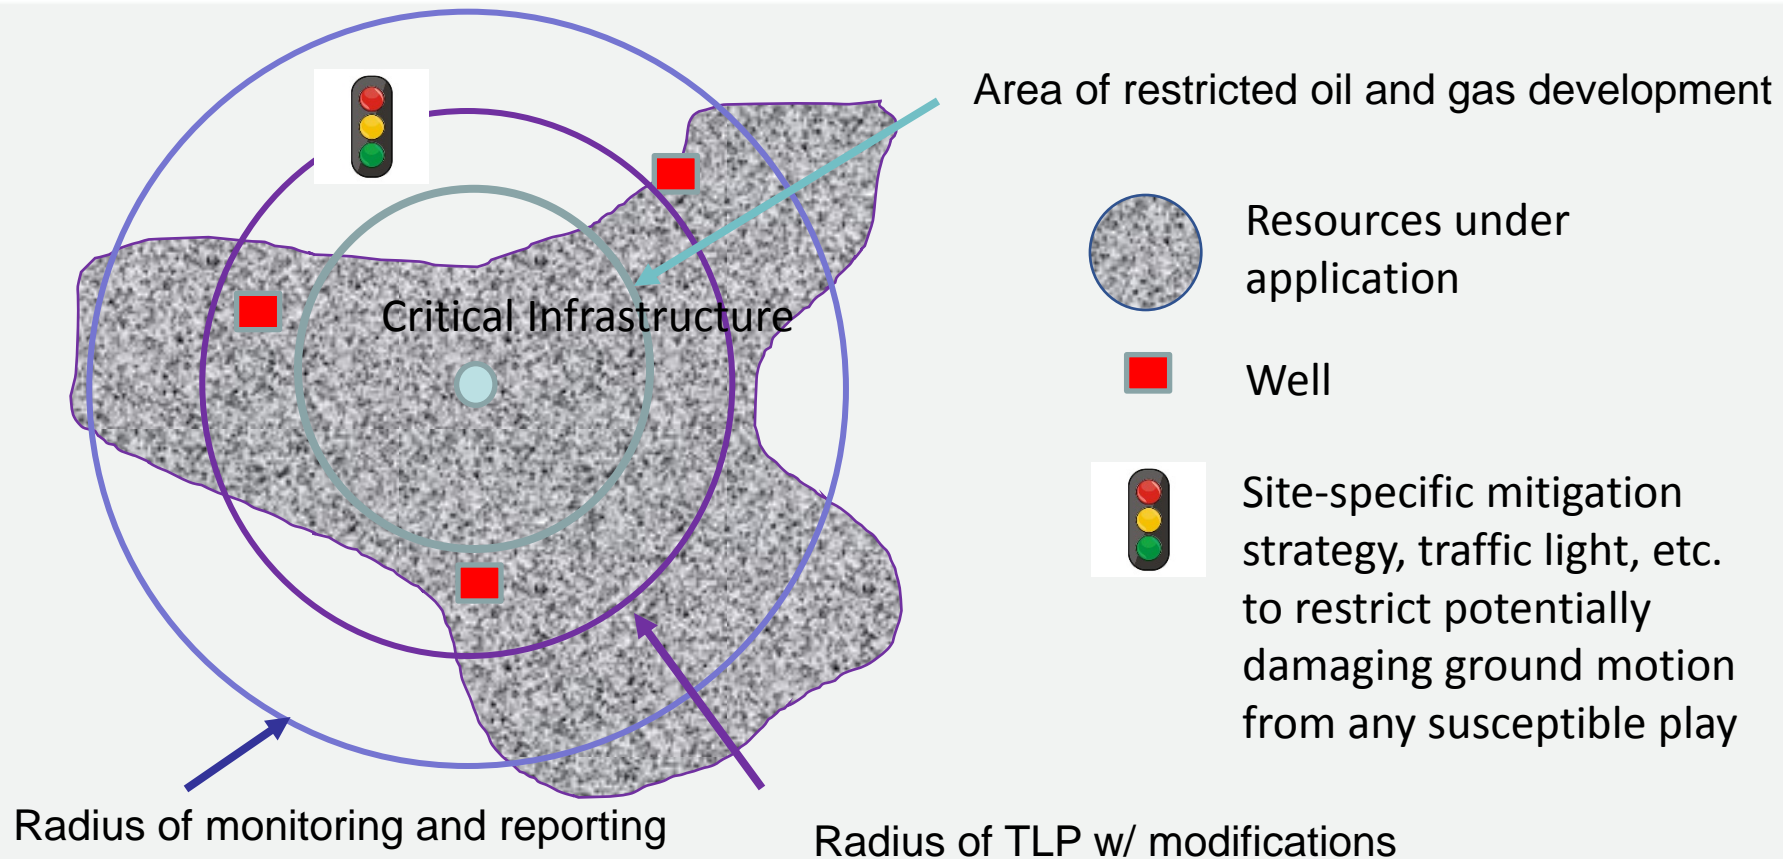 Area of restricted oil and gas development
Resources under
application
Critical Infrastructure
Well
Site-specific mitigation
strategy, traffic light, etc.
to restrict potentially
damaging ground motion
from any susceptible play
Radius of monitoring and reporting
Radius of TLP w/ modifications